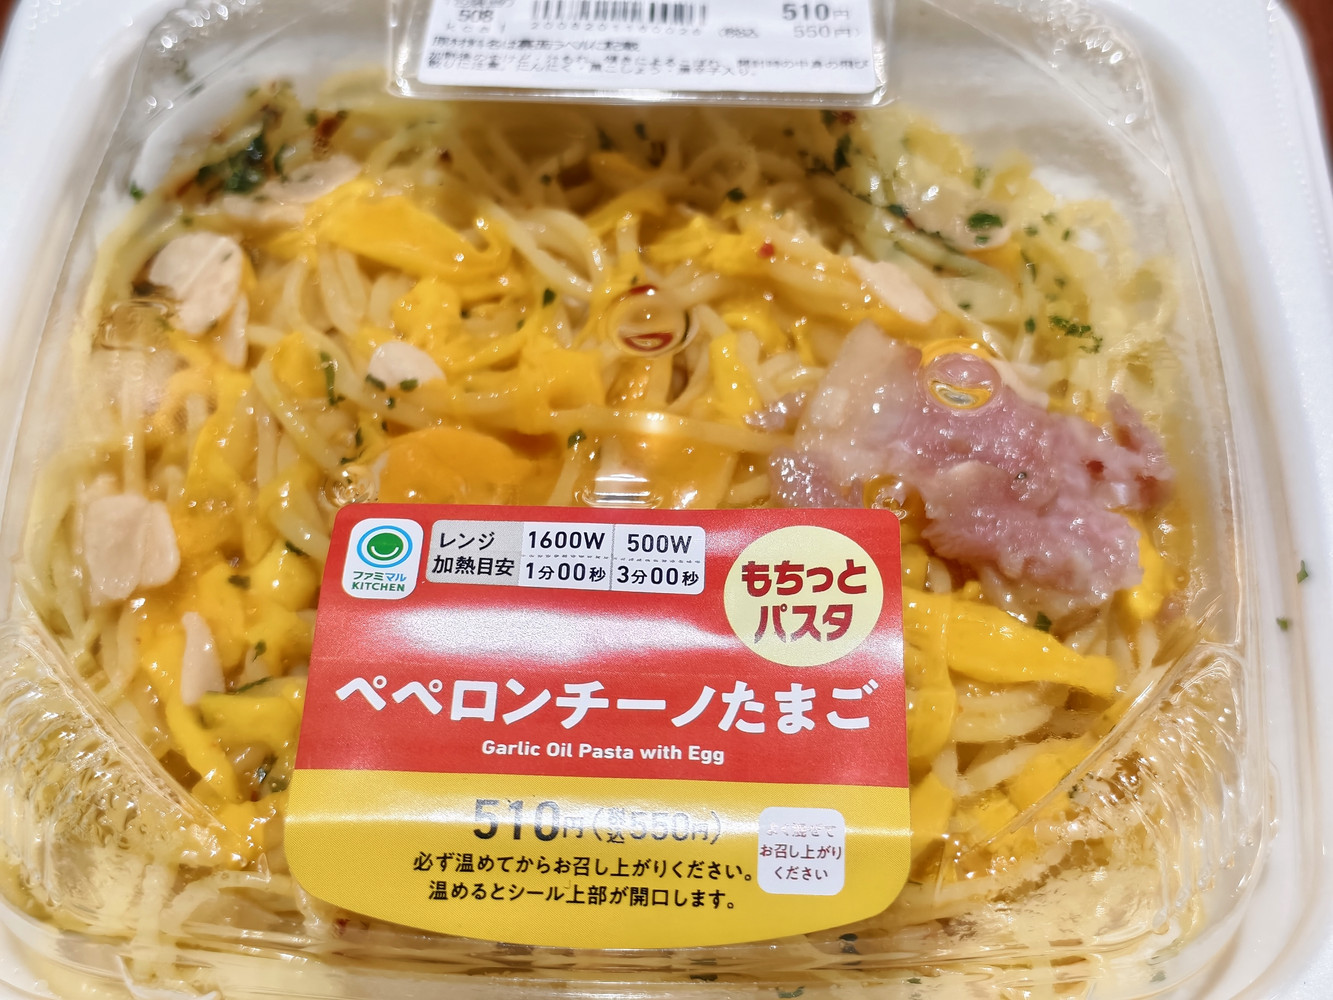 508
510円
550円)
ファミマル
KITCHEN
レンジ
加熱目安
1600W
1分00秒
500W
3分00秒
もちっと
パスタ
ペペロンチーノたまご
Garlic Oil Pasta with Egg
510円(税込550円)
必ず温めてからお召し上がりください。
温めるとシール上部が開口します。
よく混ぜて
お召し上がり
ください